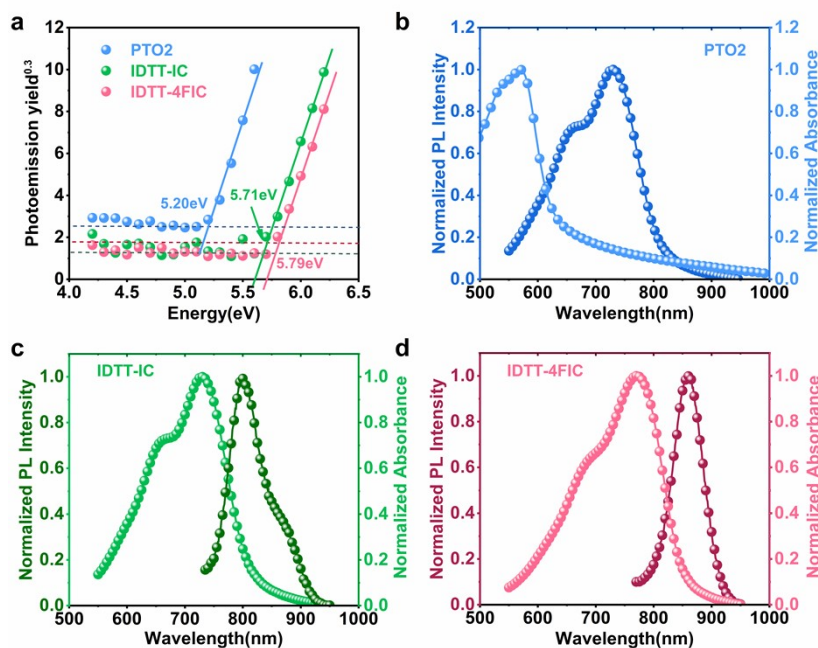 a
PTO2
IDTT-IC
IDTT-4FIC
5.20eV
5.71eV
5.79eV
Photoemission yield0.3
0
2
4
6
8
10
12
4.0 4.5 5.0 5.5 6.0 6.5
Energy(eV)
b
PTO2
Normalized PL Intensity
0.0
0.2
0.4
0.6
0.8
1.0
1.2
Normalized Absorbance
0.0
0.2
0.4
0.6
0.8
1.0
1.2
500 600 700 800 900 1000
Wavelength(nm)
c
IDTT-IC
Normalized PL Intensity
0.0
0.2
0.4
0.6
0.8
1.0
Normalized Absorbance
0.0
0.2
0.4
0.6
0.8
1.0
500 600 700 800 900 1000
Wavelength(nm)
d
IDTT-4FIC
Normalized PL Intensity
0.0
0.2
0.4
0.6
0.8
1.0
Normalized Absorbance
0.0
0.2
0.4
0.6
0.8
1.0
400 500 600 700 800 900 1000
Wavelength(nm)